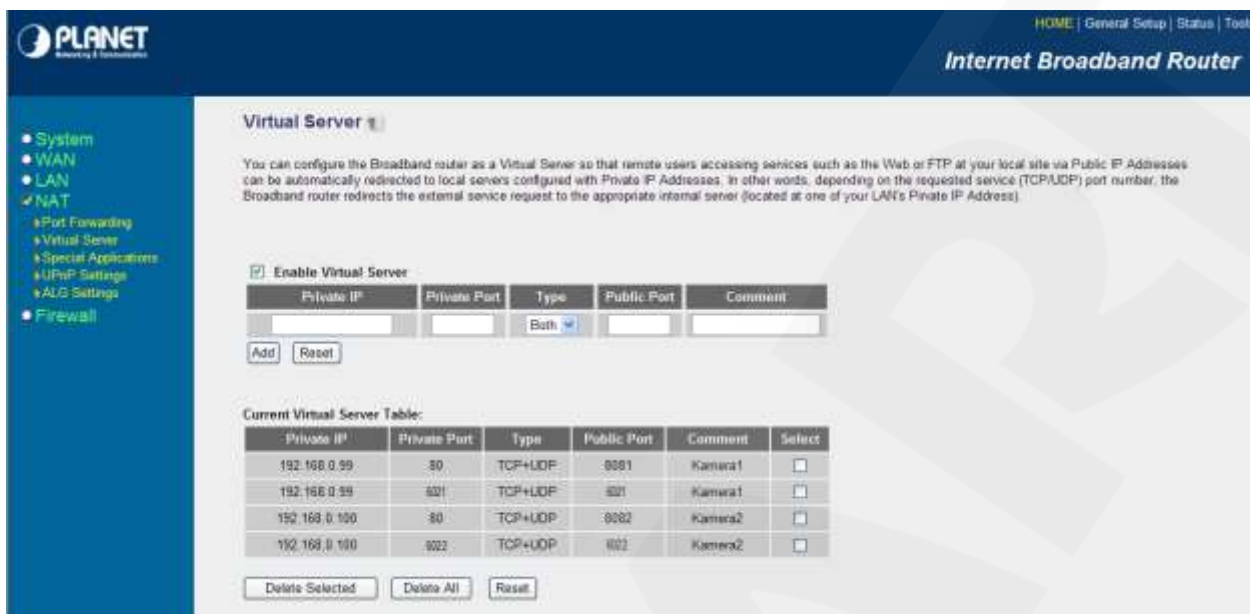 PLANET
Networking & Communication
HOME | General Setup | Status | Tool
Internet Broadband Router
System
WAN
LAN
NAT
Port Forwarding
Virtual Server
Special Applications
UPnP Settings
ALG Settings
Firewall
Virtual Server
You can configure the Broadband router as a Virtual Server so that remote users accessing services such as the Web or FTP at your local site via Public IP Addresses
can be automatically redirected to local servers configured with Private IP Addresses. In other words, depending on the requested service (TCP/UDP) port number, the
Broadband router redirects the external service request to the appropriate internal server (located at one of your LAN's Private IP Address).
Enable Virtual Server
Private IP Private Port Type Public Port Comment
Both
Add Reset
Current Virtual Server Table:
Private IP Private Port Type Public Port Comment Select
192.168.0.99 80 TCP+UDP 8081 Kamera1
192.168.0.99 6021 TCP+UDP 6021 Kamera1
192.168.0.100 80 TCP+UDP 8082 Kamera2
192.168.0.100 6022 TCP+UDP 6022 Kamera2
Delete Selected Delete All Reset